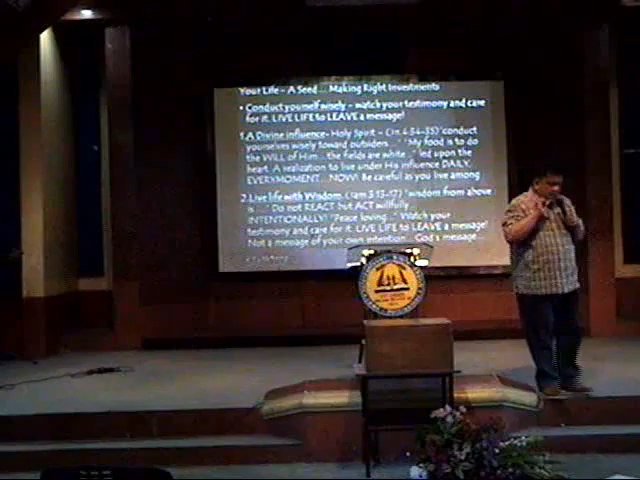 Your Life – A Seed... Making Right Investments
• Conduct yourself wisely – watch your testimony and care
for it. LIVE LIFE to LEAVE a message!
1.A Divine influence- Holy Spirit – (Jn.4:34-35) "conduct
yourselves wisely toward outsiders... " "My food is to do
the WILL of Him... the fields are white..." led upon the
heart. A realization to live under His influence DAILY,
EVERYMOMENT... NOW! Be careful as you live among
2.Live life with Wisdom (Jam 3:13-17) "wisdom from above
is ..." Do not REACT but ACT willfully
INTENTIONALLY! "Peace loving..." Watch your
testimony and care for it. LIVE LIFE to LEAVE a message!
Not a message of your own intention... God's message...